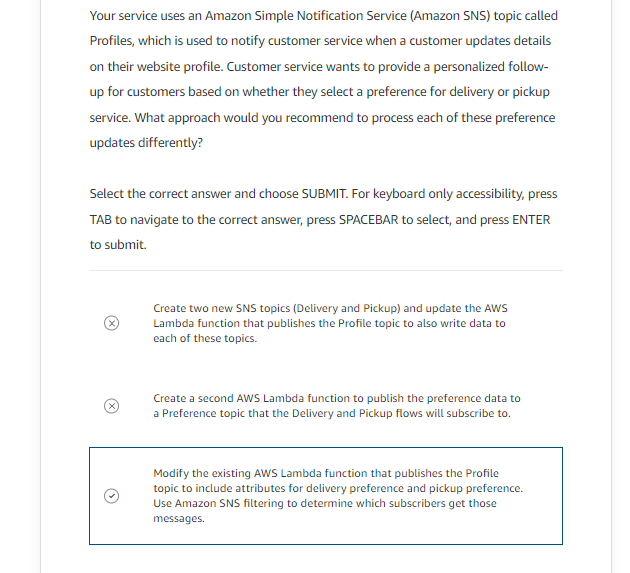 Your service uses an Amazon Simple Notification Service (Amazon SNS) topic called
Profiles, which is used to notify customer service when a customer updates details
on their website profile. Customer service wants to provide a personalized follow-
up for customers based on whether they select a preference for delivery or pickup
service. What approach would you recommend to process each of these preference
updates differently?
Select the correct answer and choose SUBMIT. For keyboard only accessibility, press
TAB to navigate to the correct answer, press SPACEBAR to select, and press ENTER
to submit.
Create two new SNS topics (Delivery and Pickup) and update the AWS
Lambda function that publishes the Profile topic to also write data to
each of these topics.
Create a second AWS Lambda function to publish the preference data to
a Preference topic that the Delivery and Pickup flows will subscribe to.
Modify the existing AWS Lambda function that publishes the Profile
topic to include attributes for delivery preference and pickup preference.
Use Amazon SNS filtering to determine which subscribers get those
messages.